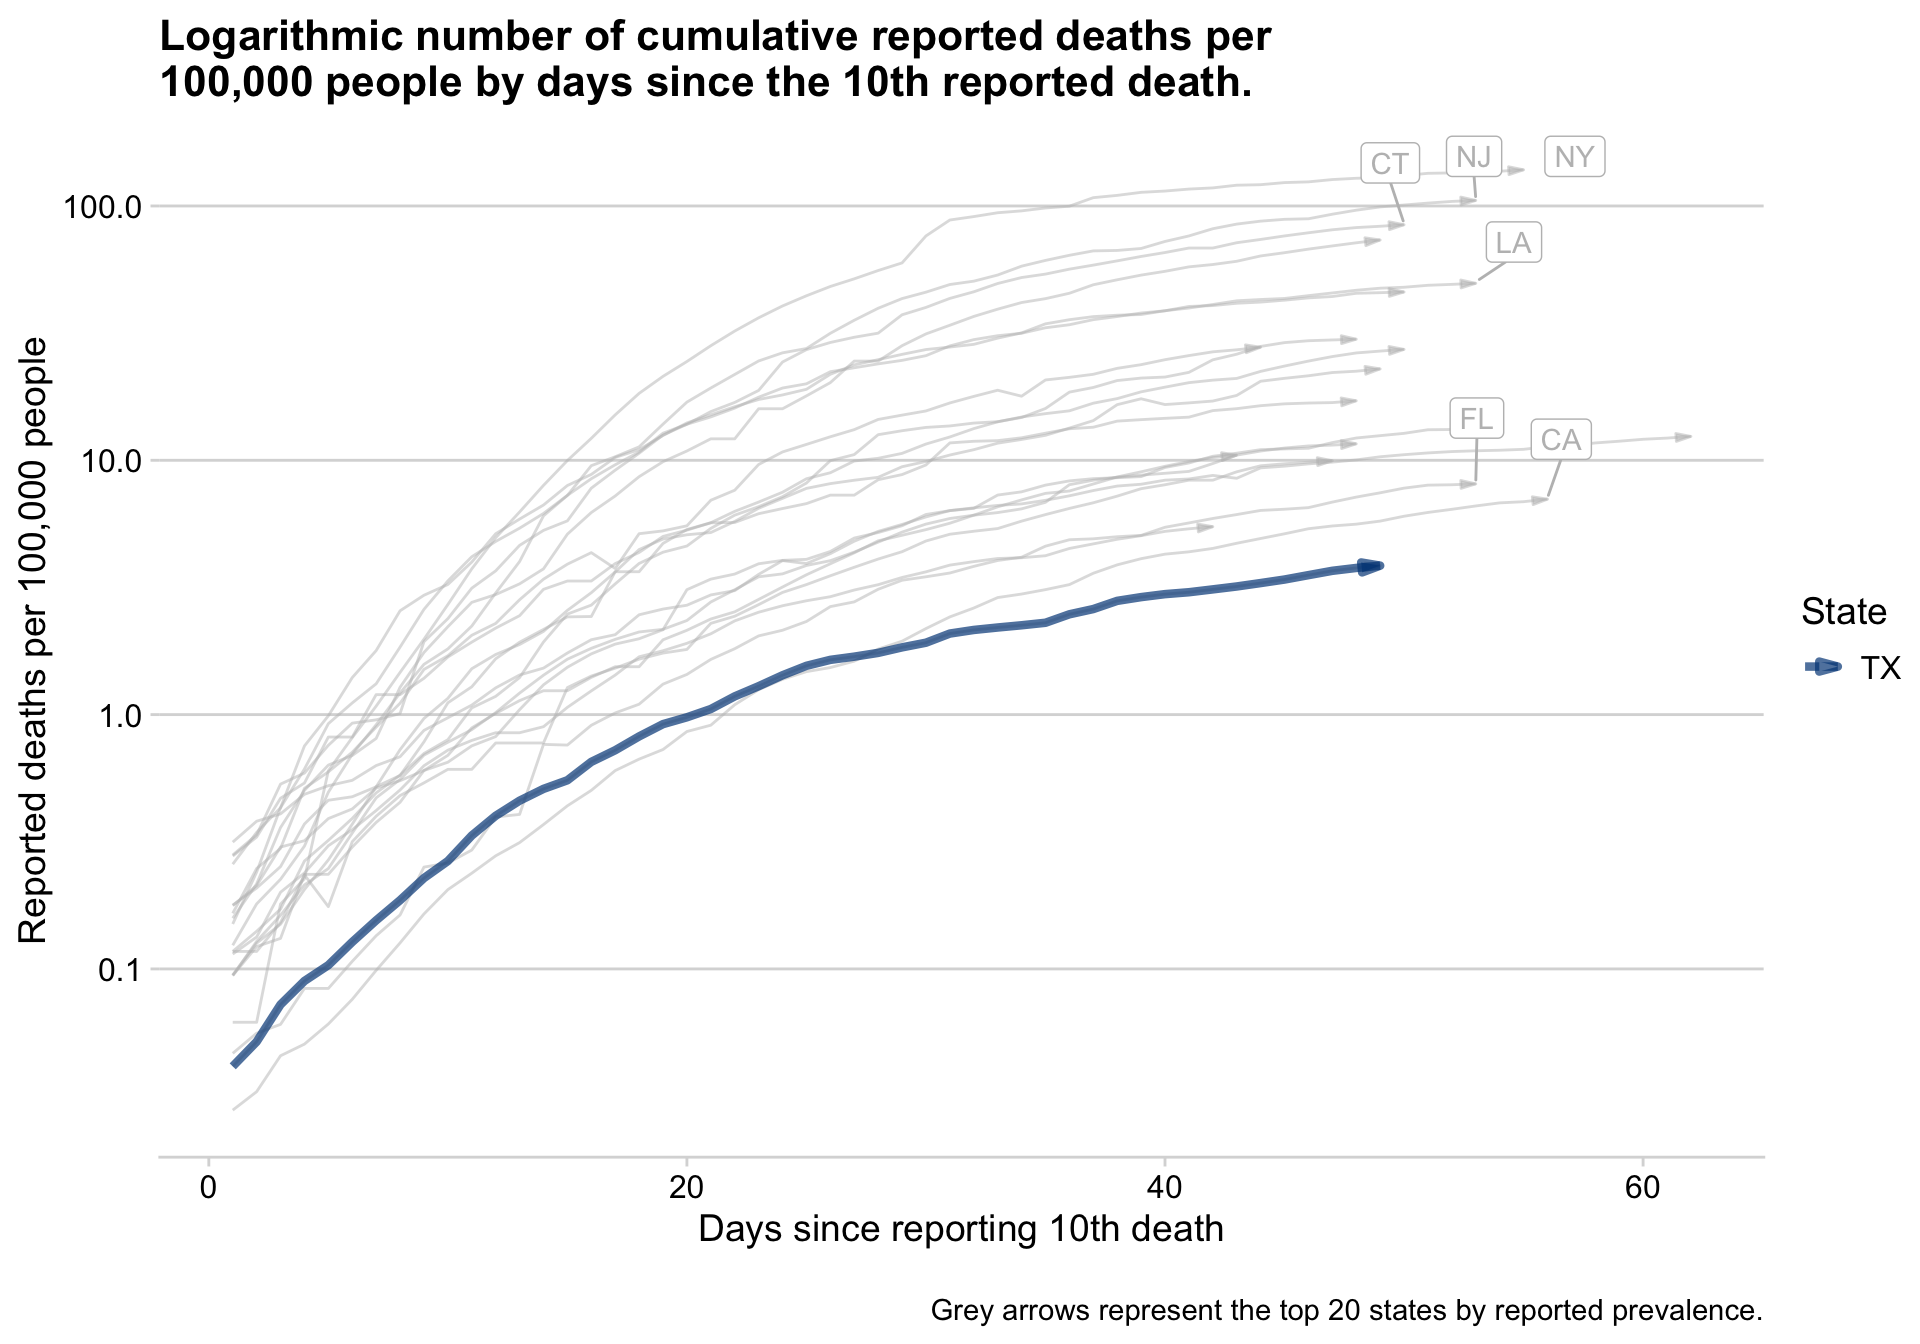 Logarithmic number of cumulative reported deaths per
100,000 people by days since the 10th reported death.
CT
NJ
NY
LA
FL
CA
Reported deaths per 100,000 people
100.0
10.0
1.0
0.1
0
20
40
60
Days since reporting 10th death
State
TX
Grey arrows represent the top 20 states by reported prevalence.